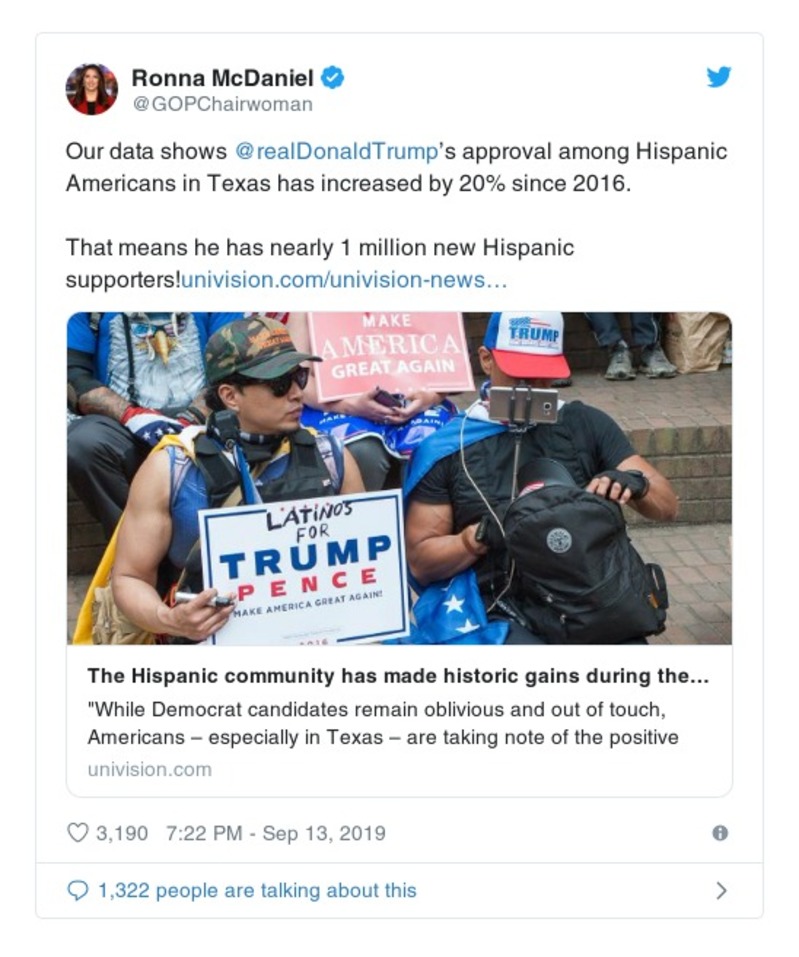 Ronna McDaniel
@GOPChairwoman
Our data shows @realDonaldTrump's approval among Hispanic
Americans in Texas has increased by 20% since 2016.
That means he has nearly 1 million new Hispanic
supporters!univision.com/univision-news…
MAKE
AMERICA
GREAT AGAIN
TRUMP
LATINOS
FOR
TRUMP
PENCE
MAKE AMERICA GREAT AGAIN!
The Hispanic community has made historic gains during the...
"While Democrat candidates remain oblivious and out of touch,
Americans – especially in Texas – are taking note of the positive
univision.com
3,190 7:22 PM - Sep 13, 2019
1,322 people are talking about this